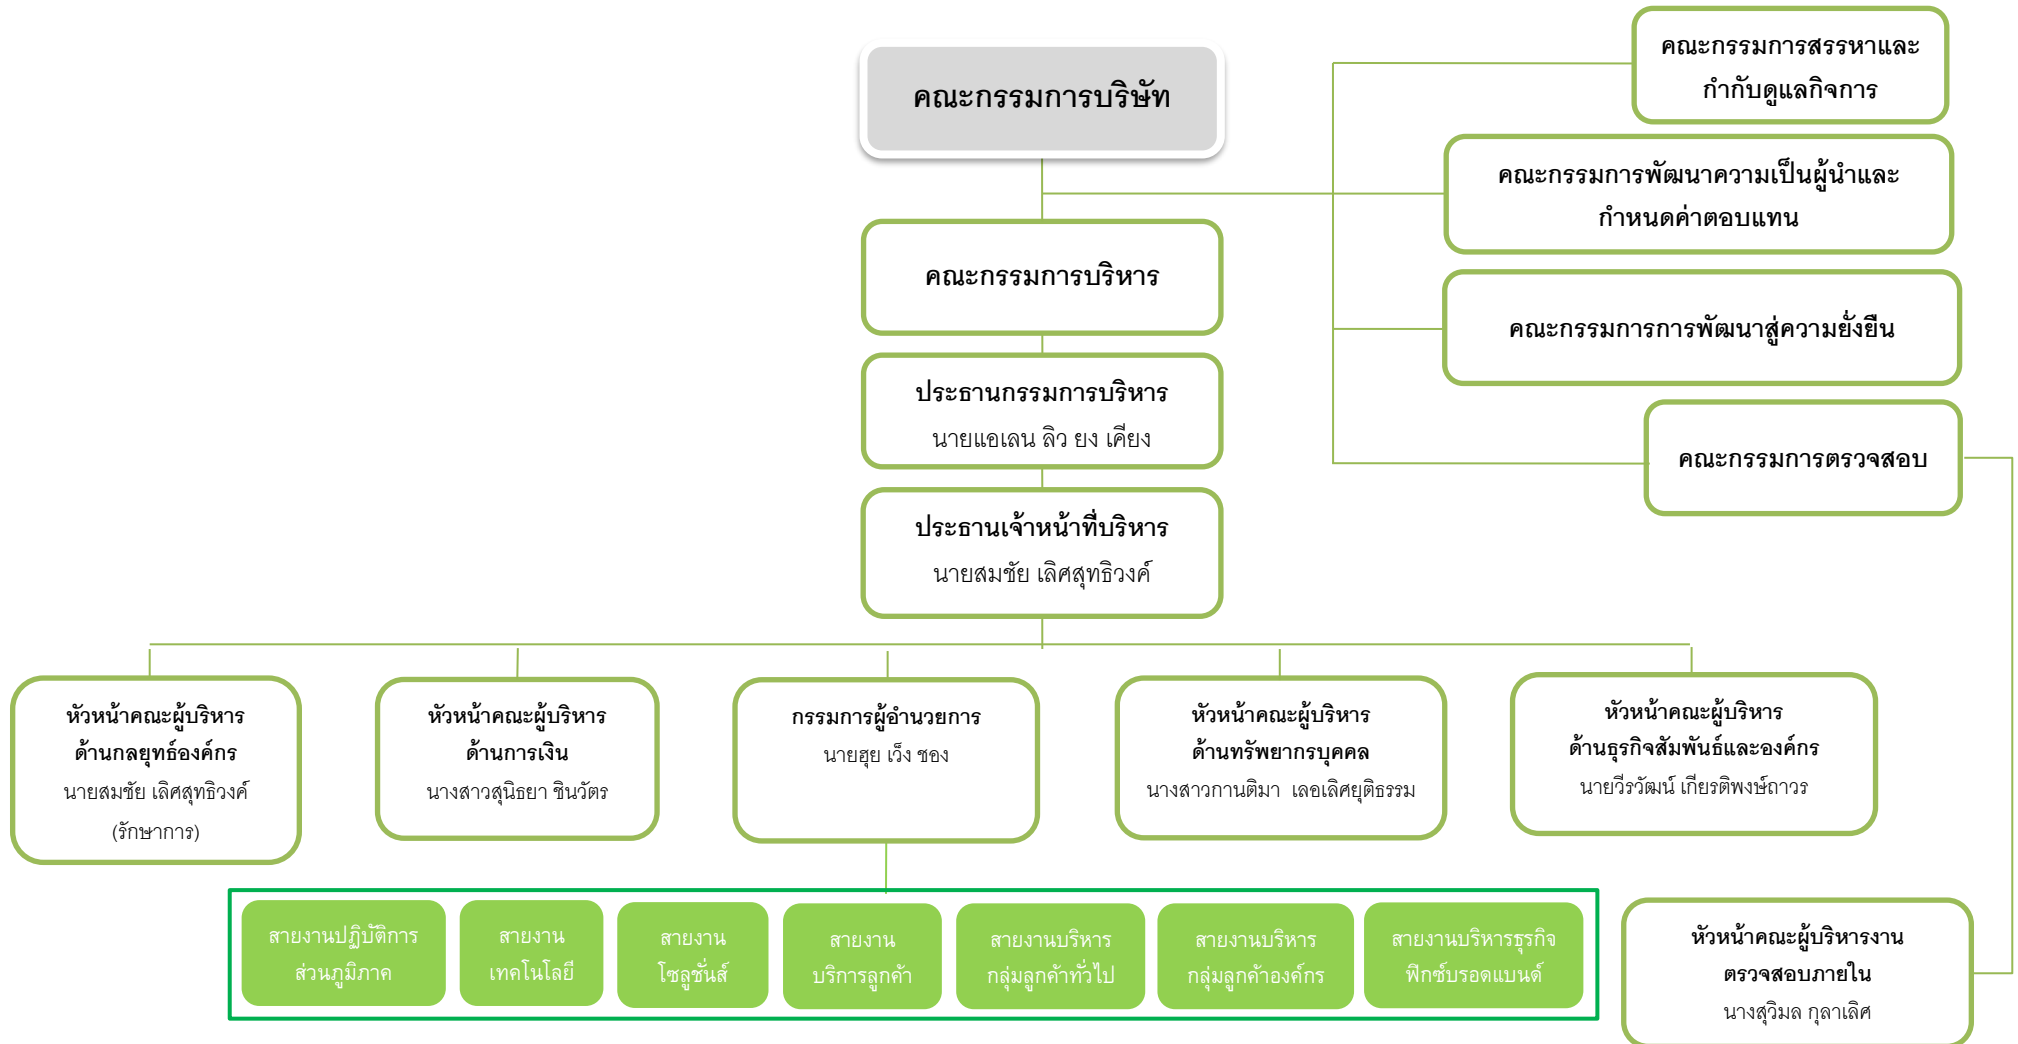 คณะกรรมการบริษัท
คณะกรรมการสรรหาและ
กำกับดูแลกิจการ
คณะกรรมการพัฒนาความเป็นผู้นำและ
กำหนดค่าตอบแทน
คณะกรรมการบริหาร
คณะกรรมการการพัฒนาสู่ความยั่งยืน
ประธานกรรมการบริหาร
นายแอเลน ลิว ยง เคียง
คณะกรรมการตรวจสอบ
ประธานเจ้าหน้าที่บริหาร
นายสมชัย เลิศสุทธิวงค์
หัวหน้าคณะผู้บริหาร
ด้านกลยุทธ์องค์กร
นายสมชัย เลิศสุทธิวงค์
(รักษาการ)
หัวหน้าคณะผู้บริหาร
ด้านการเงิน
นางสาวสุนิธยา ชินวัตร
กรรมการผู้อำนวยการ
นายฮุย เว็ง ชอง
หัวหน้าคณะผู้บริหาร
ด้านทรัพยากรบุคคล
นางสาวกานติมา เลอเลิศยุติธรรม
หัวหน้าคณะผู้บริหาร
ด้านธุรกิจสัมพันธ์และองค์กร
นายวีรวัฒน์ เกียรติพงษ์ถาวร
สายงานปฏิบัติการ
ส่วนภูมิภาค
สายงาน
เทคโนโลยี
สายงาน
โซลูชั่นส์
สายงาน
บริการลูกค้า
สายงานบริหาร
กลุ่มลูกค้าทั่วไป
สายงานบริหาร
กลุ่มลูกค้าองค์กร
สายงานบริหารธุรกิจ
ฟิกซ์บรอดแบนด์
หัวหน้าคณะผู้บริหารงาน
ตรวจสอบภายใน
นางสุวิมล กุลาเลิศ